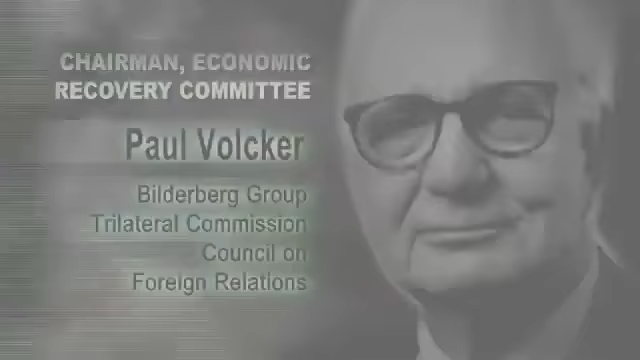 CHAIRMAN, ECONOMIC
RECOVERY COMMITTEE
Paul Volcker
Bilderberg Group
Trilateral Commission
Council on
Foreign Relations